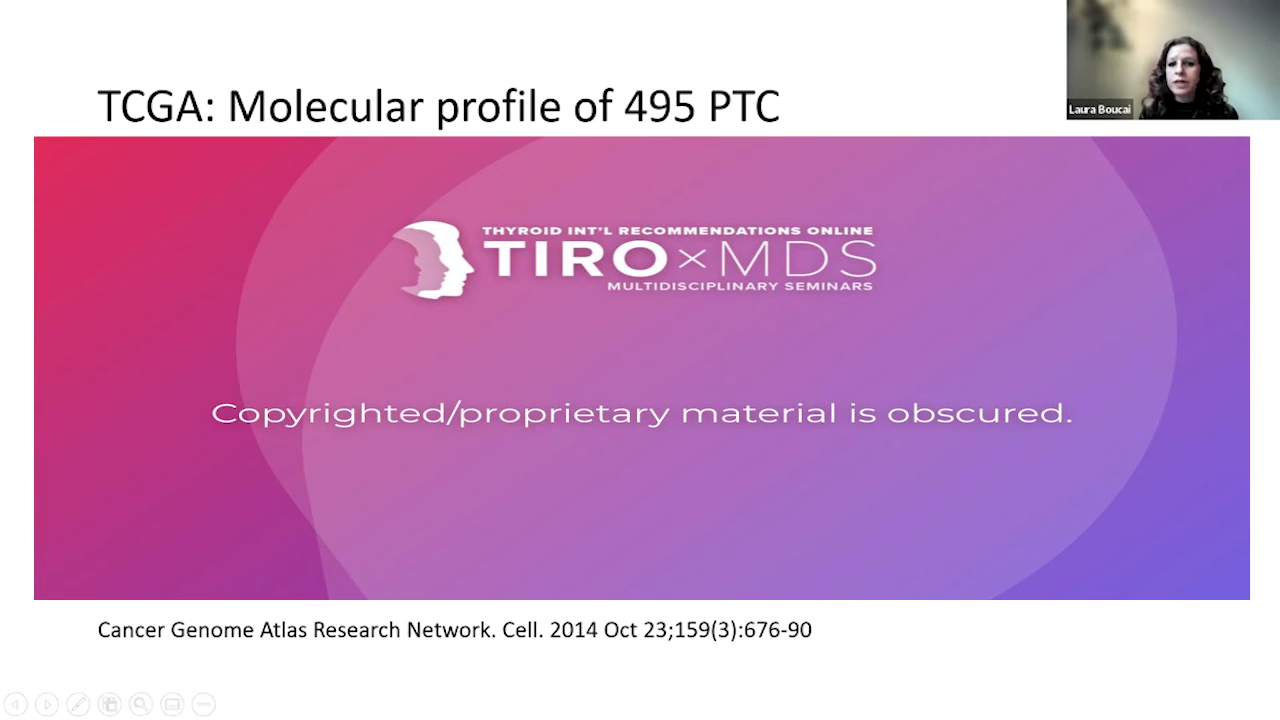 TCGA: Molecular profile of 495 PTC
Laura Boucai
THYROID INT'L RECOMMENDATIONS ONLINE
TIRO×MDS
MULTIDISCIPLINARY SEMINARS
Copyrighted/proprietary material is obscured.
Cancer Genome Atlas Research Network. Cell. 2014 Oct 23;159(3):676-90